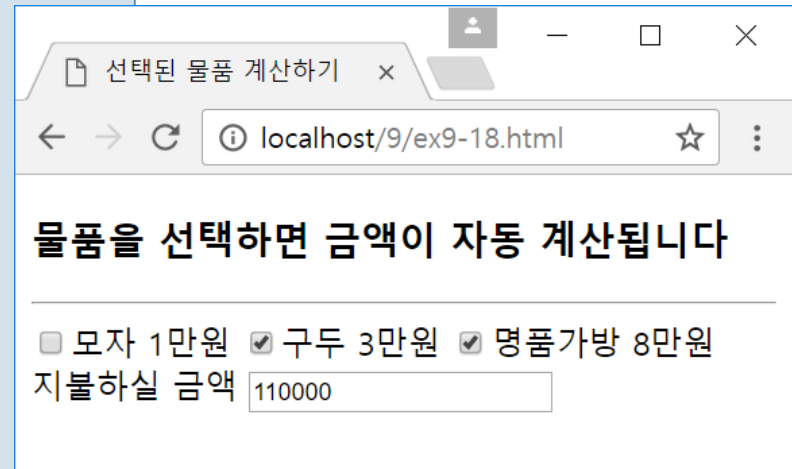 선택된 물품 계산하기
localhost/9/ex9-18.html
물품을 선택하면 금액이 자동 계산됩니다
모자 1만원 구두 3만원 명품가방 8만원
지불하실 금액 110000